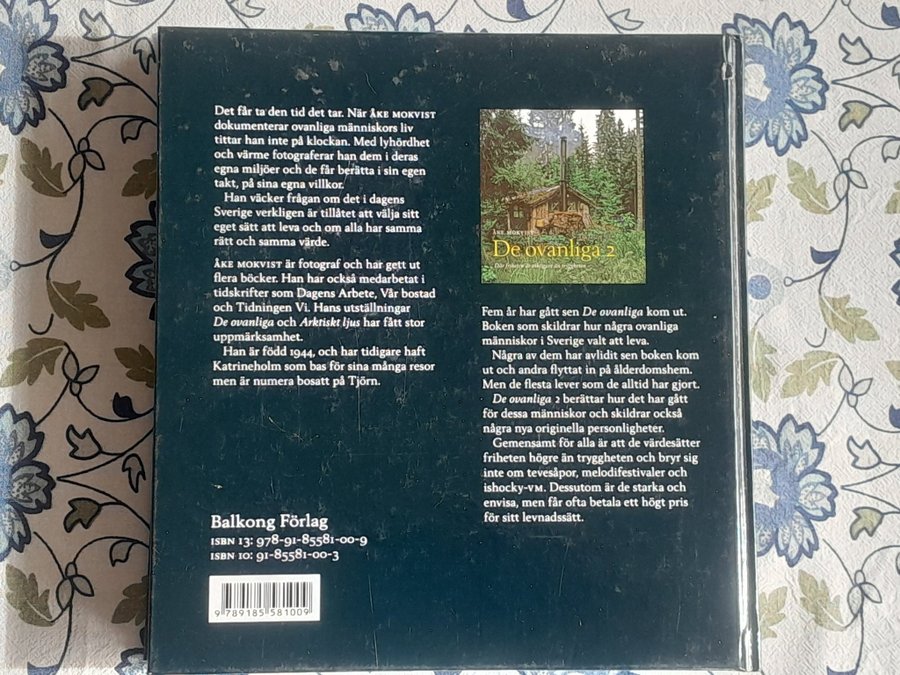 Det får ta den tid det tar. När ÅKE MOKVIST
dokumenterar ovanliga människors liv
tittar han inte på klockan. Med lyhördhet
och värme fotograferar han dem i deras
egna miljöer och de får berätta i sin egen
takt, på sina egna villkor.
Han väcker frågan om det i dagens
Sverige verkligen är tillåtet att välja sitt
eget sätt att leva och om alla har samma
rätt och samma värde.
ÅKE MOKVIST är fotograf och har gett ut
flera böcker. Han har också medarbetat i
tidskrifter som Dagens Arbete, Vår bostad
och Tidningen Vi. Hans utställningar
De ovanliga och Arktiskt ljus har fått stor
uppmärksamhet.
Han är född 1944, och har tidigare haft
Katrineholm som bas för sina många resor
men är numera bosatt på Tjörn.
Balkong Förlag
ISBN 13: 978-91-85581-00-9
ISBN 10: 91-85581-00-3
9 789185 581009
ÅKE MOKVIST
De ovanliga 2
Där friheten är viktigare än tryggheten
Fem år har gått sen De ovanliga kom ut.
Boken som skildrar hur några ovanliga
människor i Sverige valt att leva.
Några av dem har avlidit sen boken kom
ut och andra flyttat in på ålderdomshem.
Men de flesta lever som de alltid har gjort.
De ovanliga 2 berättar hur det har gått
för dessa människor och skildrar också
några nya originella personligheter.
Gemensamt för alla är att de värdesätter
friheten högre än tryggheten och bryr sig
inte om tevesåpor, melodifestivaler och
ishocky-VM. Dessutom är de starka och
envisa, men får ofta betala ett högt pris
för sitt levnadssätt.